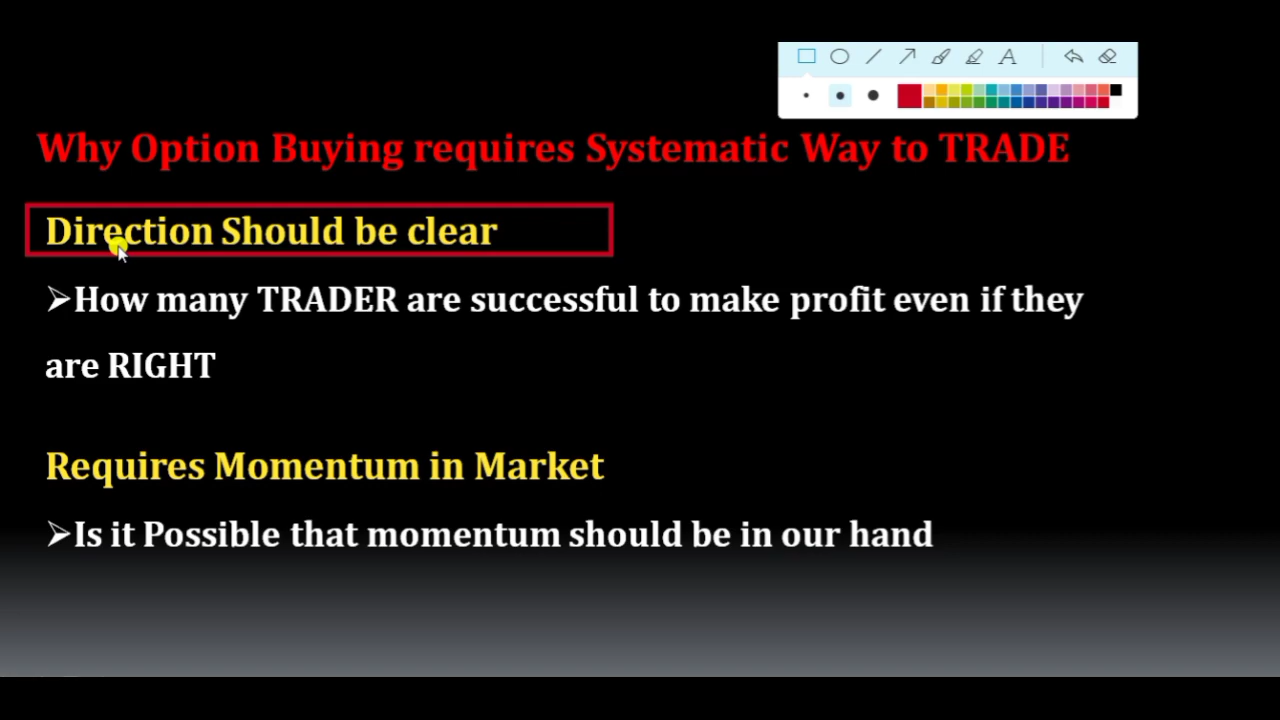 Why Option Buying requires Systematic Way to TRADE
Direction Should be clear
➢How many TRADER are successful to make profit even if they
are RIGHT
Requires Momentum in Market
➢Is it Possible that momentum should be in our hand